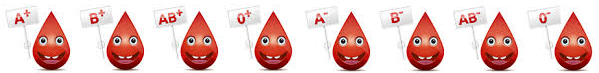 A+ B+ AB+ 0+ A- B- AB- 0-